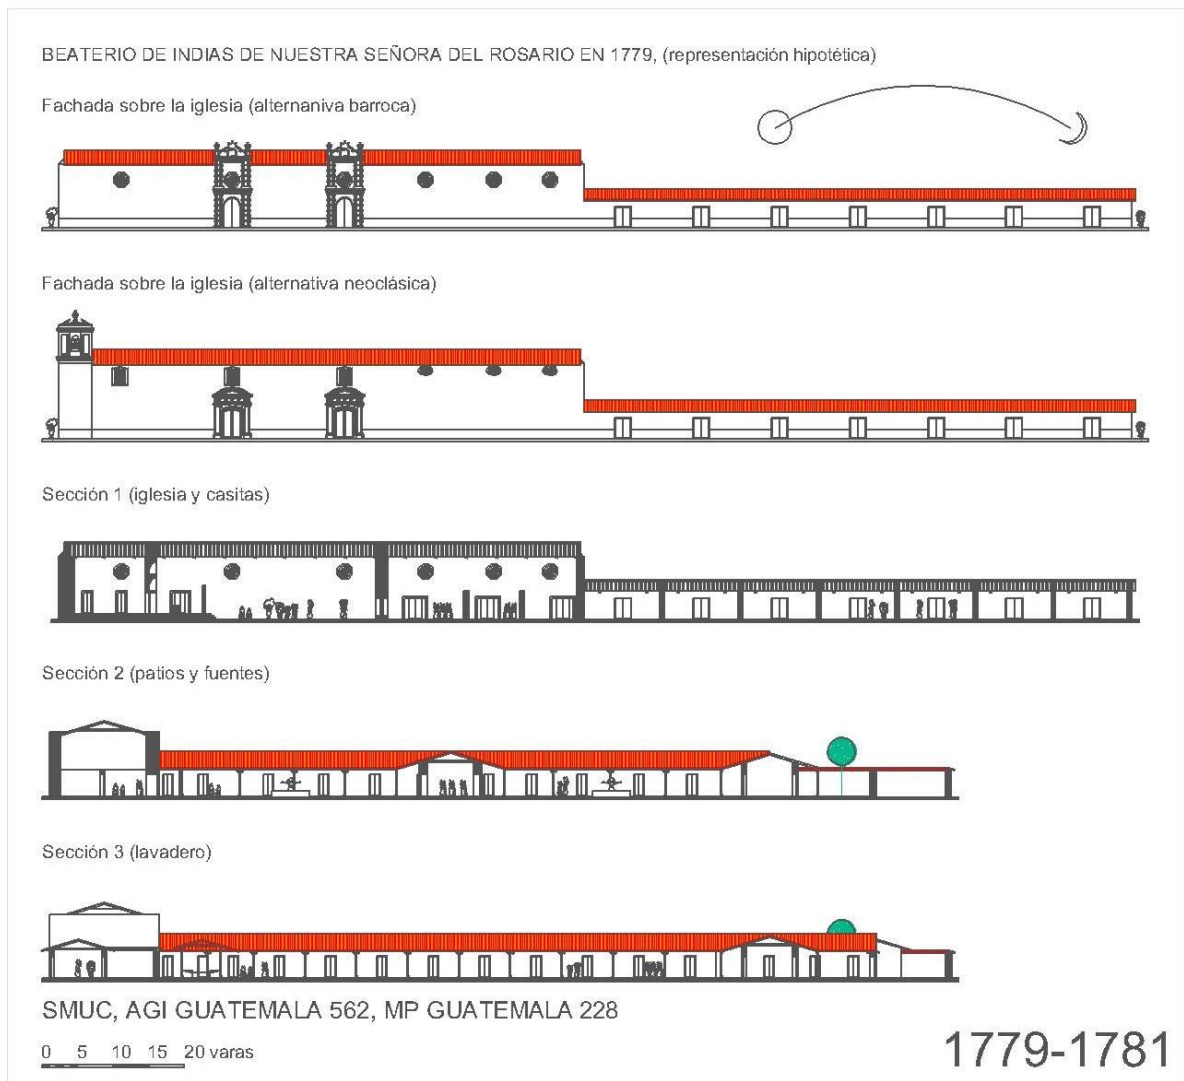 BEATERIO DE INDIAS DE NUESTRA SEÑORA DEL ROSARIO EN 1779, (representación hipotética)
Fachada sobre la iglesia (alternaniva barroca)
Fachada sobre la iglesia (alternativa neoclásica)
Sección 1 (iglesia y casitas)
Sección 2 (patios y fuentes)
Sección 3 (lavadero)
SMUC, AGI GUATEMALA 562, MP GUATEMALA 228
0 5 10 15 20 varas
1779-1781